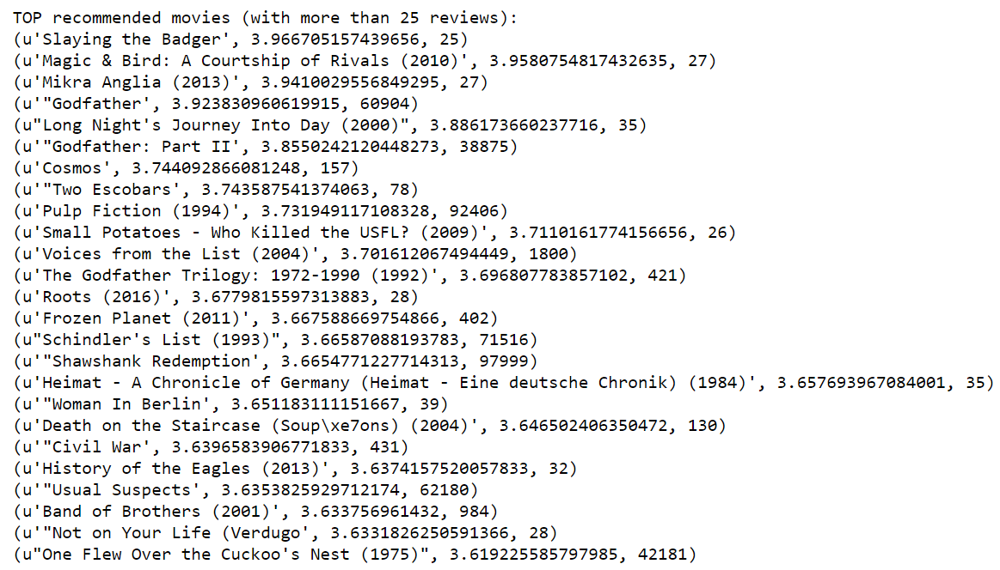 TOP recommended movies (with more than 25 reviews):
(u'Slaying the Badger', 3.966705157439656, 25)
(u'Magic & Bird: A Courtship of Rivals (2010)', 3.9580754817432635, 27)
(u'Mikra Anglia (2013)', 3.9410029556849295, 27)
(u'"Godfather', 3.923830960619915, 60904)
(u"Long Night's Journey Into Day (2000)", 3.886173660237716, 35)
(u'"Godfather: Part II', 3.8550242120448273, 38875)
(u'Cosmos', 3.744092866081248, 157)
(u'"Two Escobars', 3.743587541374063, 78)
(u'Pulp Fiction (1994)', 3.731949117108328, 92406)
(u'Small Potatoes - Who Killed the USFL? (2009)', 3.7110161774156656, 26)
(u'Voices from the List (2004)', 3.701612067494449, 1800)
(u'The Godfather Trilogy: 1972-1990 (1992)', 3.696807783857102, 421)
(u'Roots (2016)', 3.6779815597313883, 28)
(u'Frozen Planet (2011)', 3.667588669754866, 402)
(u"Schindler's List (1993)", 3.66587088193783, 71516)
(u'"Shawshank Redemption', 3.6654771227714313, 97999)
(u'Heimat - A Chronicle of Germany (Heimat - Eine deutsche Chronik) (1984)', 3.657693967084001, 35)
(u'"Woman In Berlin', 3.651183111151667, 39)
(u'Death on the Staircase (Soup\xe7ons) (2004)', 3.646502406350472, 130)
(u'"Civil War', 3.6396583906771833, 431)
(u'History of the Eagles (2013)', 3.6374157520057833, 32)
(u'"Usual Suspects', 3.6353825929712174, 62180)
(u'Band of Brothers (2001)', 3.633756961432, 984)
(u'"Not on Your Life (Verdugo', 3.6331826250591366, 28)
(u"One Flew Over the Cuckoo's Nest (1975)", 3.619225585797985, 42181)